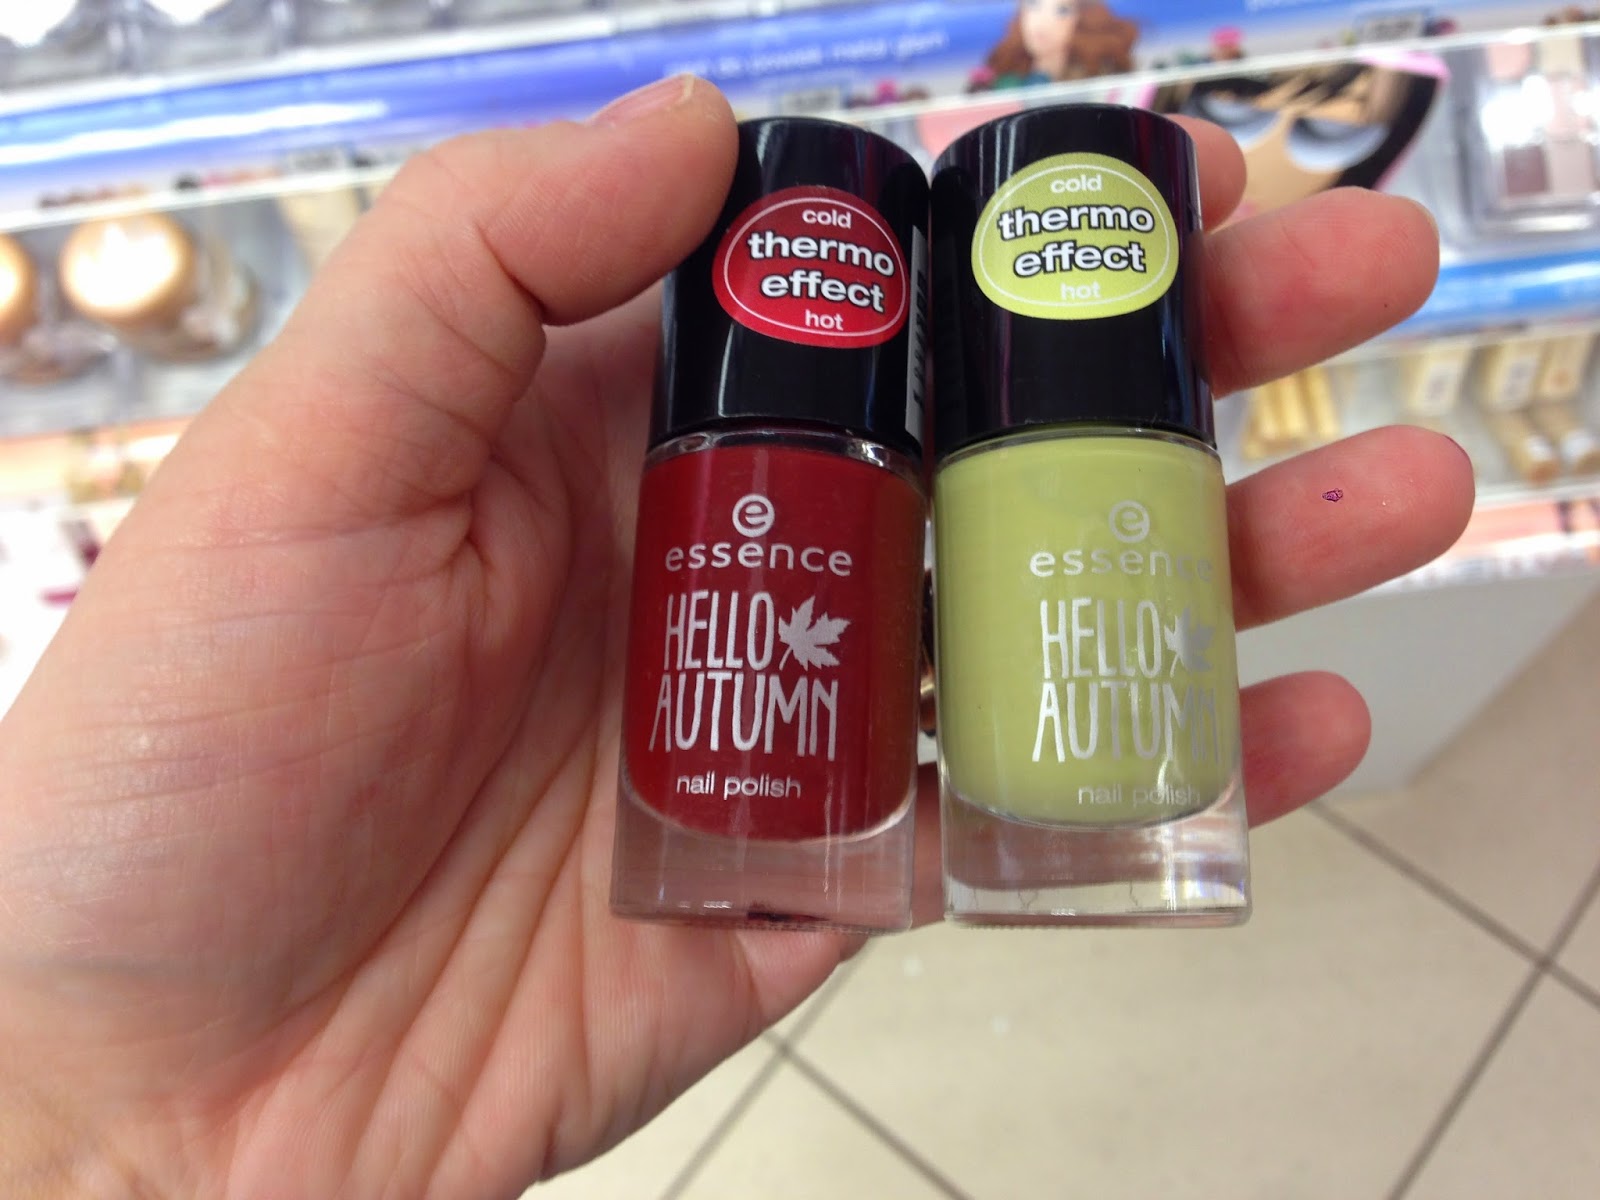 cold
thermo
effect
hot
e
essence
HELLO
AUTUMN
nail polish
cold
thermo
effect
hot
e
essence
HELLO
AUTUMN
nail polish